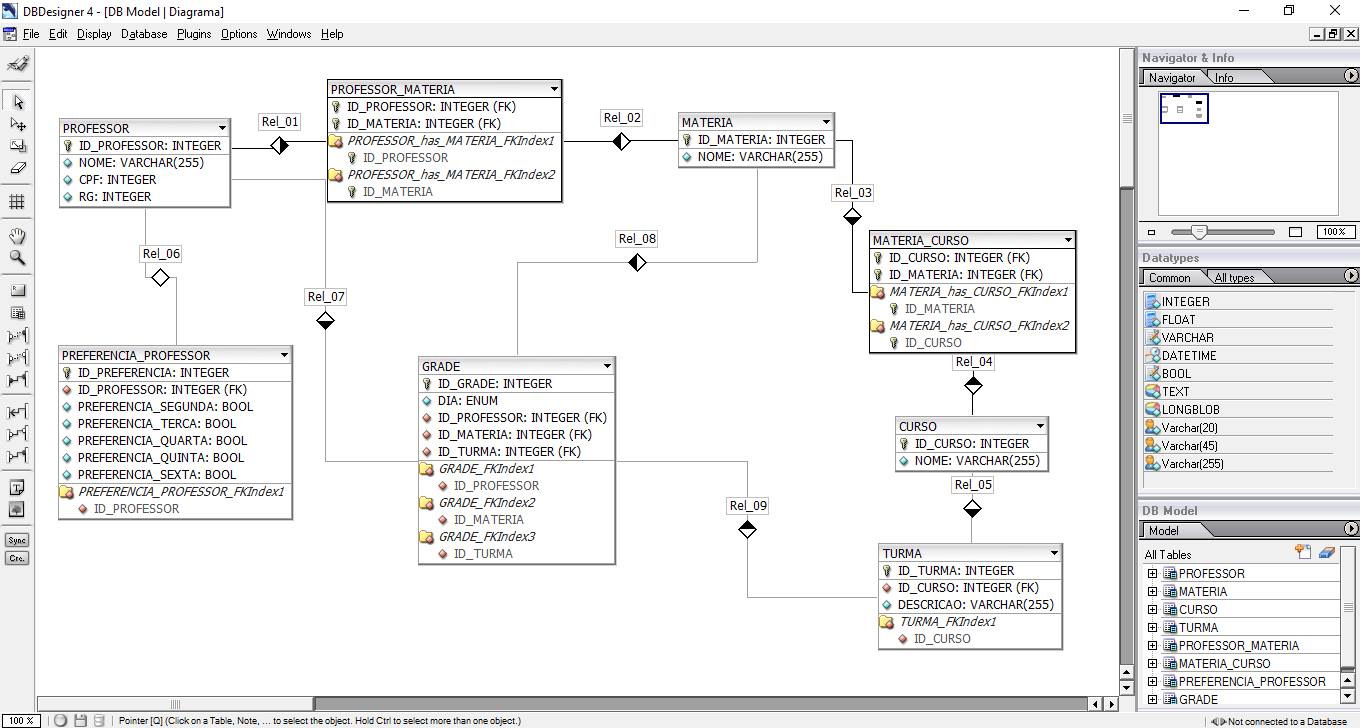 DBDesigner 4 - [DB Model | Diagrama]
File Edit Display Database Plugins Options Windows Help
Rel_01
PROFESSOR
ID_PROFESSOR: INTEGER
NOME: VARCHAR(255)
CPF: INTEGER
RG: INTEGER
PROFESSOR_MATERIA
ID_PROFESSOR: INTEGER (FK)
ID_MATERIA: INTEGER (FK)
PROFESSOR_has_MATERIA_FKIndex1
ID_PROFESSOR
PROFESSOR_has_MATERIA_FKIndex2
ID_MATERIA
Rel_02
MATERIA
ID_MATERIA: INTEGER
NOME: VARCHAR(255)
Rel_03
MATERIA_CURSO
ID_CURSO: INTEGER (FK)
ID_MATERIA: INTEGER (FK)
MATERIA_has_CURSO_FKIndex1
ID_MATERIA
MATERIA_has_CURSO_FKIndex2
ID_CURSO
Rel_06
Rel_07
Rel_08
Rel_04
PREFERENCIA_PROFESSOR
ID_PREFERENCIA: INTEGER
ID_PROFESSOR: INTEGER (FK)
PREFERENCIA_SEGUNDA: BOOL
PREFERENCIA_TERCA: BOOL
PREFERENCIA_QUARTA: BOOL
PREFERENCIA_QUINTA: BOOL
PREFERENCIA_SEXTA: BOOL
PREFERENCIA_PROFESSOR_FKIndex1
ID_PROFESSOR
GRADE
ID_GRADE: INTEGER
DIA: ENUM
ID_PROFESSOR: INTEGER (FK)
ID_MATERIA: INTEGER (FK)
ID_TURMA: INTEGER (FK)
GRADE_FKIndex1
ID_PROFESSOR
GRADE_FKIndex2
ID_MATERIA
GRADE_FKIndex3
ID_TURMA
CURSO
ID_CURSO: INTEGER
NOME: VARCHAR(255)
Rel_05
Rel_09
TURMA
ID_TURMA: INTEGER
ID_CURSO: INTEGER (FK)
DESCRICAO: VARCHAR(255)
TURMA_FKIndex1
ID_CURSO
Navigator & Info
Navigator Info
100%
Datatypes
Common All types
INTEGER
FLOAT
VARCHAR
DATETIME
BOOL
TEXT
LONGBLOB
Varchar(20)
Varchar(45)
Varchar(255)
DB Model
Model
All Tables
PROFESSOR
MATERIA
CURSO
TURMA
PROFESSOR_MATERIA
MATERIA_CURSO
PREFERENCIA_PROFESSOR
GRADE
Sync
Cre.
100 % Pointer [Q] (Click on a Table, Note, ... to select the object. Hold Ctrl to select more than one object.) Not connected to a Database